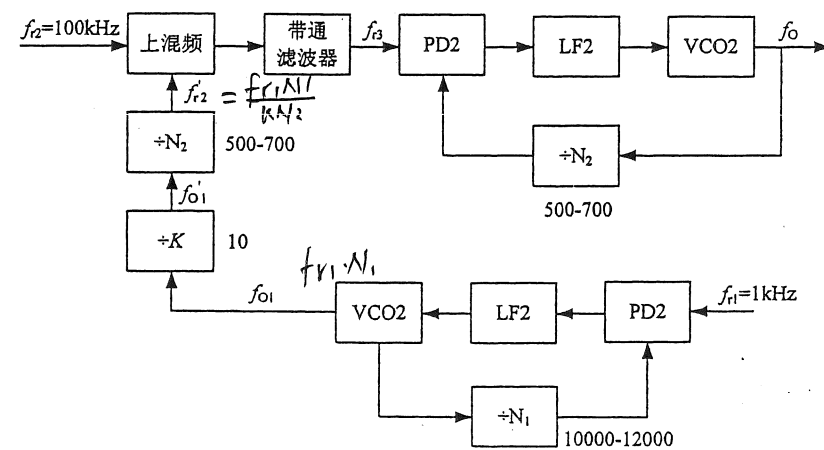 fr2=100kHz
上混频
带通
滤波器
fr3
PD2
LF2
VCO2
fO
f'r2 = fr1N1/KN2
÷N2
500-700
÷N2
500-700
f'O1
÷K
10
fr1·N1
fO1
VCO2
LF2
PD2
fr1=1kHz
÷N1
10000-12000